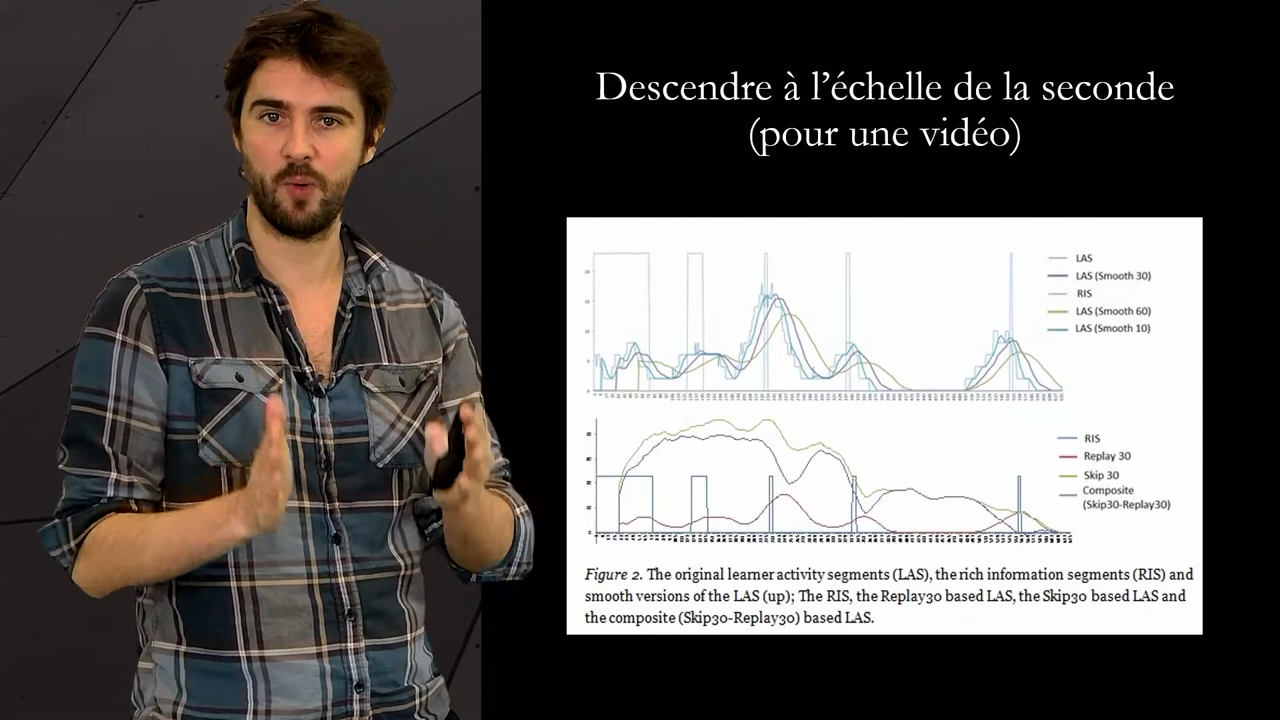 Descendre à l’échelle de la seconde
(pour une vidéo)
LAS
LAS (Smooth 30)
RIS
LAS (Smooth 60)
LAS (Smooth 10)
RIS
Replay 30
Skip 30
Composite
(Skip30-Replay30)
Figure 2. The original learner activity segments (LAS), the rich information segments (RIS) and
smooth versions of the LAS (up); The RIS, the Replay30 based LAS, the Skip30 based LAS and
the composite (Skip30-Replay30) based LAS.